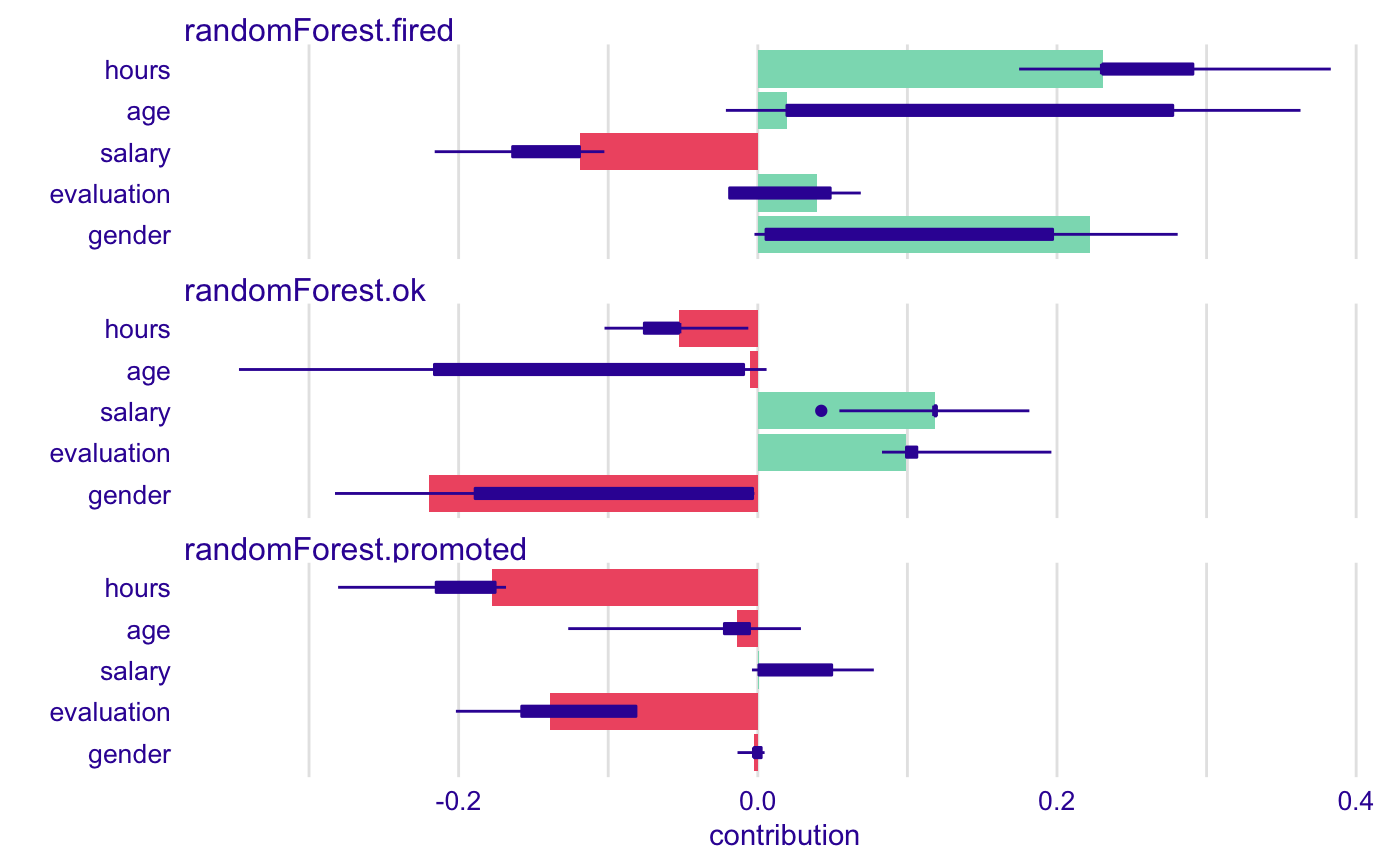 randomForest.fired
hours
age
salary
evaluation
gender
randomForest.ok
hours
age
salary
evaluation
gender
randomForest.promoted
hours
age
salary
evaluation
gender
-0.2 0.0 0.2 0.4
contribution